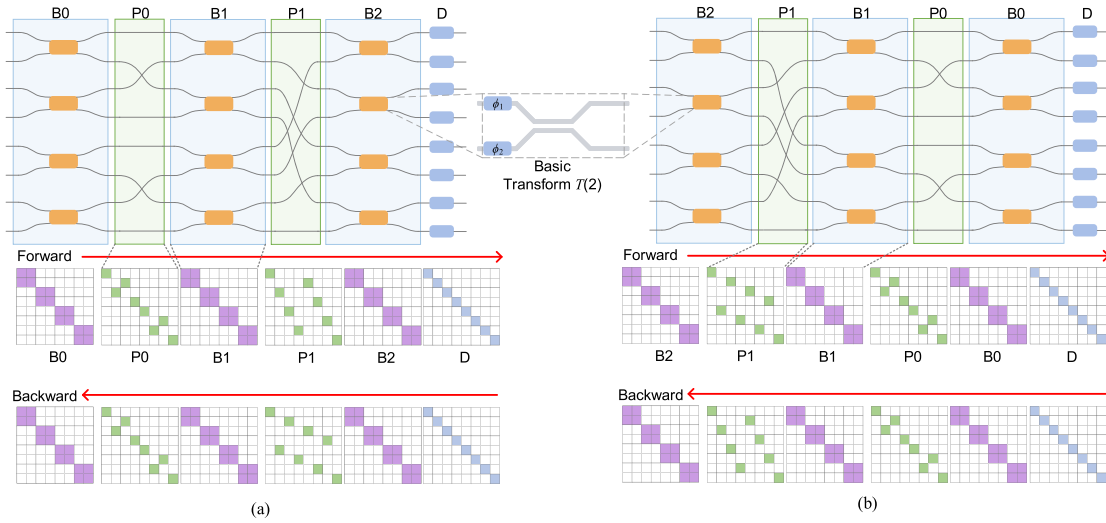 B0 P0 B1 P1 B2 D
B2 P1 B1 P0 B0 D
ϕ1
ϕ2
Basic
Transform T(2)
Forward
Forward
B0 P0 B1 P1 B2 D
B2 P1 B1 P0 B0 D
Backward
Backward
(a)
(b)